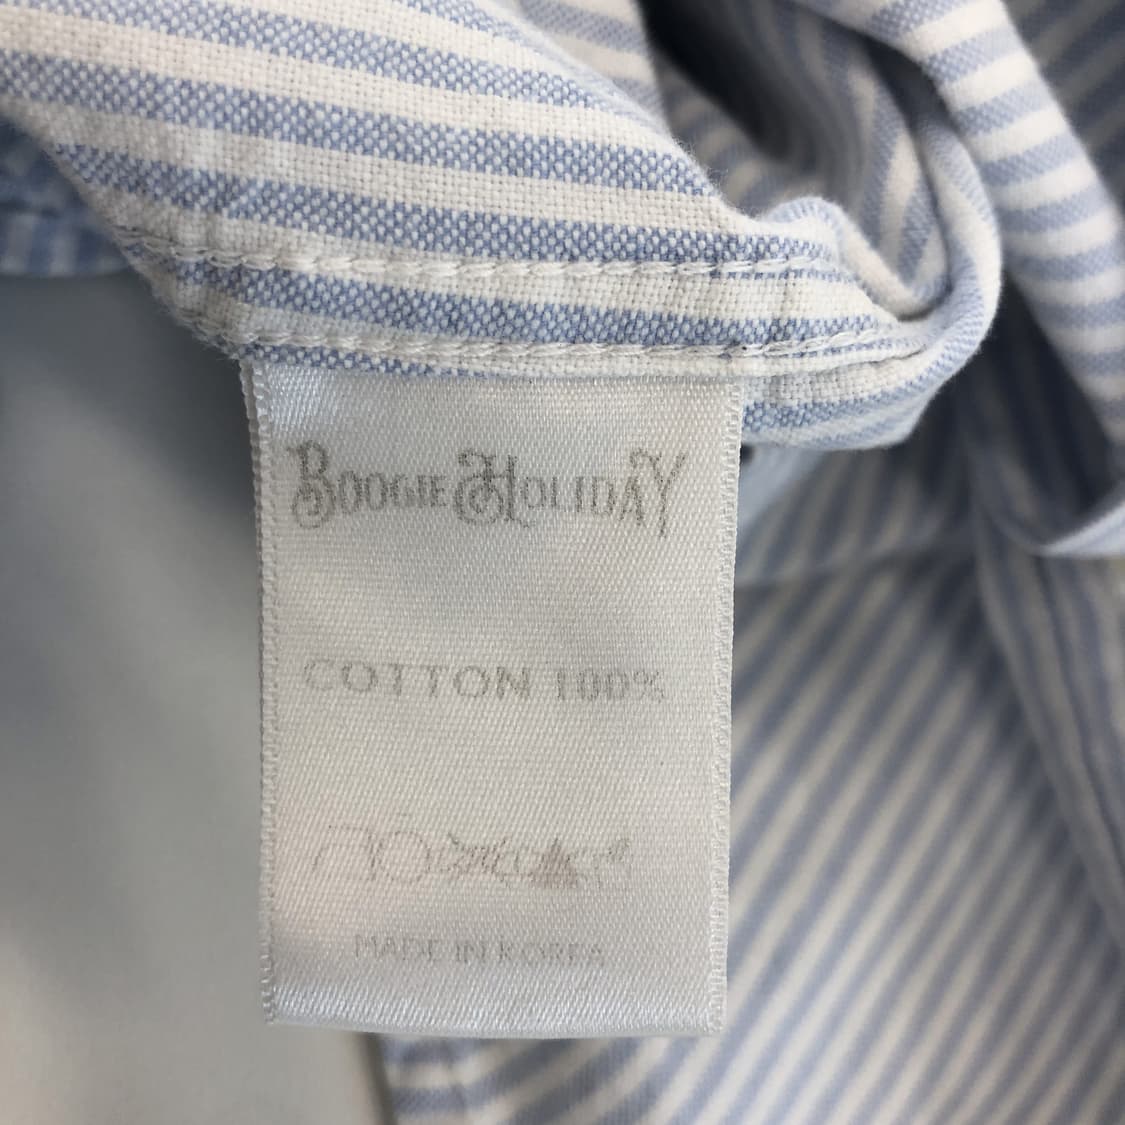 BOOGIE HOLIDAY
COTTON 100%
MADE IN KOREA